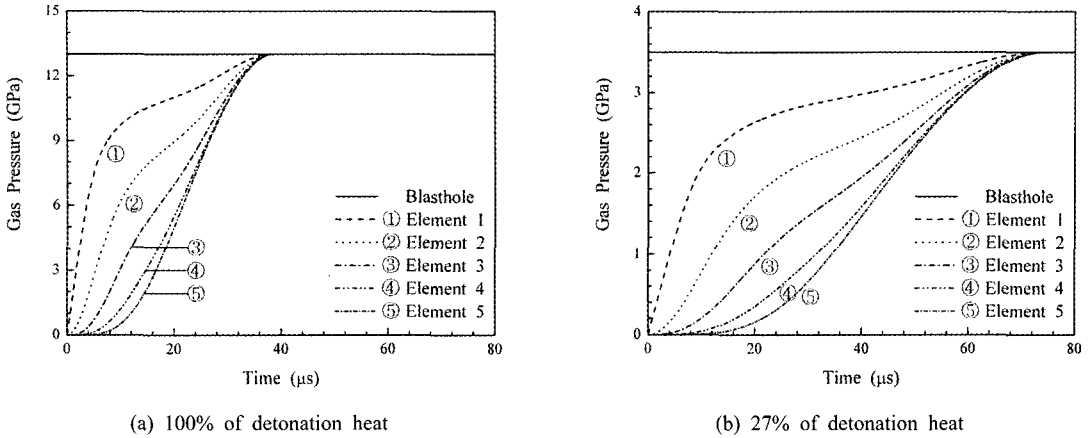 15
12
9
6
3
0
Gas Pressure (GPa)
①
②
③
④
⑤
Blasthole
① Element 1
② Element 2
③ Element 3
④ Element 4
⑤ Element 5
0 20 40 60 80
Time (μs)
(a) 100% of detonation heat
4
3
2
1
0
Gas Pressure (GPa)
①
②
③
④
⑤
Blasthole
① Element 1
② Element 2
③ Element 3
④ Element 4
⑤ Element 5
0 20 40 60 80
Time (μs)
(b) 27% of detonation heat